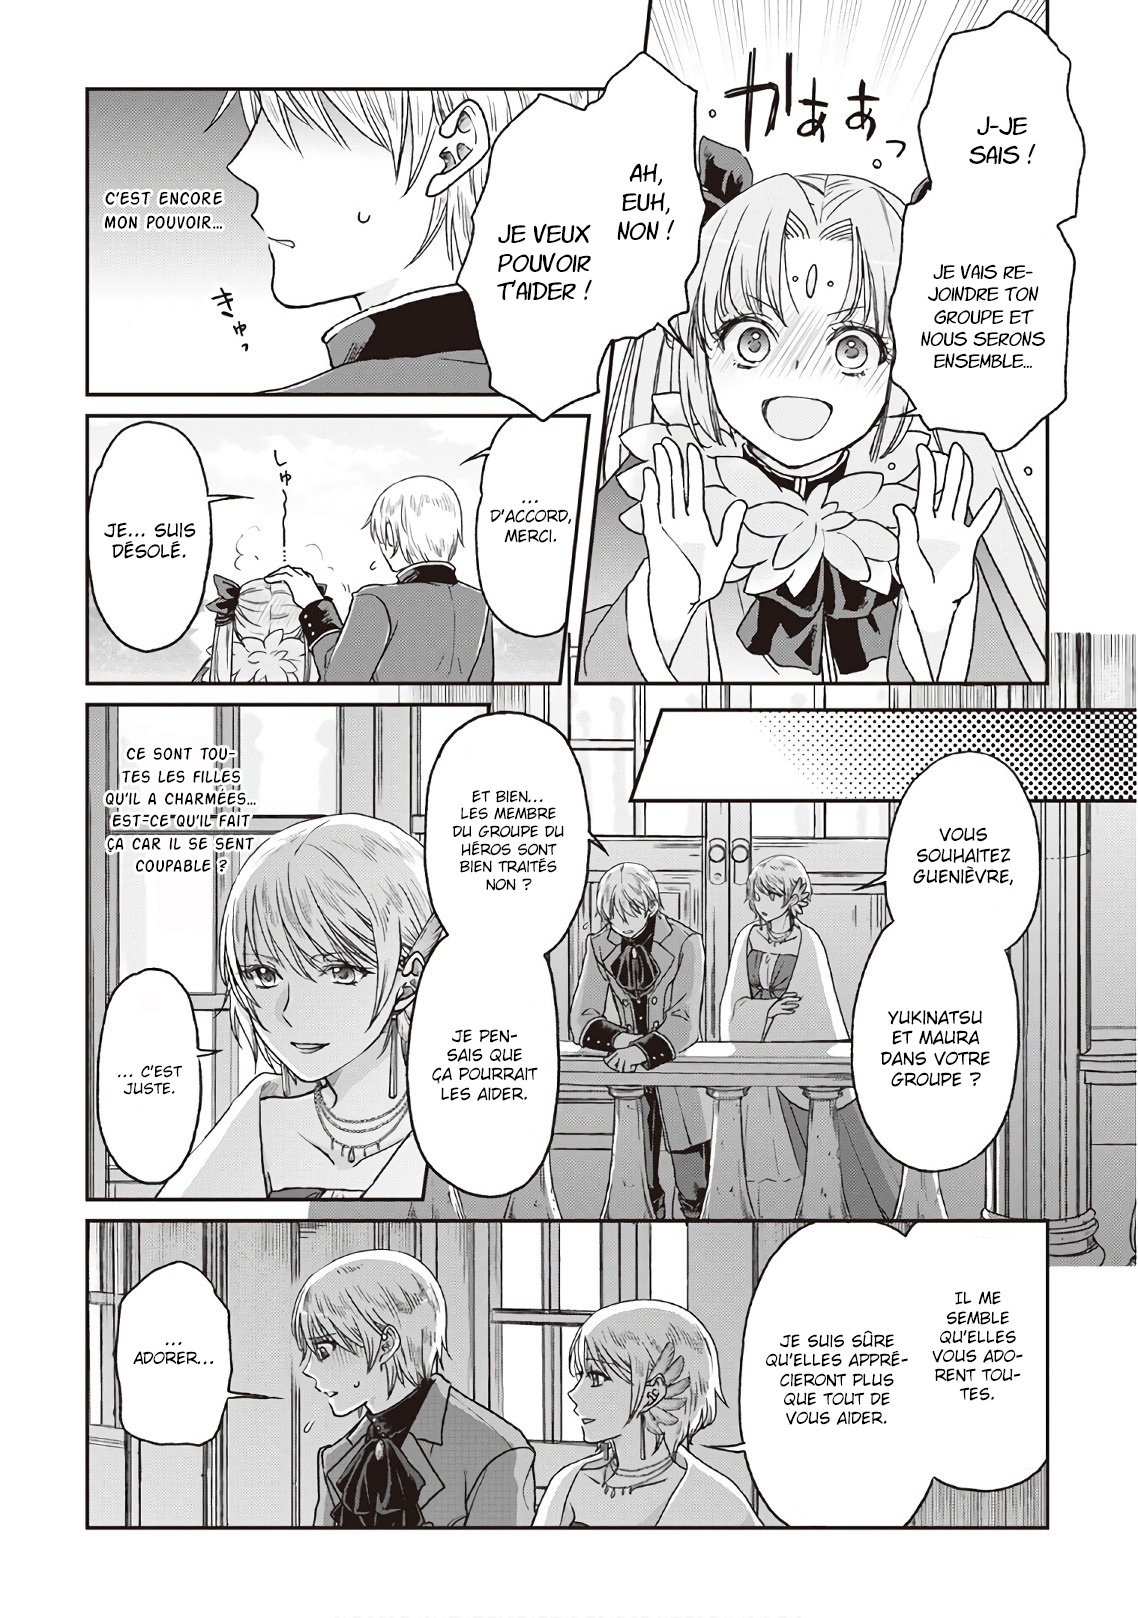 J-JE
SAIS !
JE VAIS RE-
JOINDRE TON
GROUPE ET
NOUS SERONS
ENSEMBLE...
かぁぁっ
AH,
EUH,
NON !
JE VEUX
POUVOIR
T'AIDER !
C'EST ENCORE
MON POUVOIR...
きゅっ
...
D'ACCORD,
MERCI.
しゅ〜
JE... SUIS
DÉSOLÉ.
VOUS
SOUHAITEZ
GUENIÈVRE,
YUKINATSU
ET MAURA
DANS VOTRE
GROUPE ?
ET BIEN...
LES MEMBRE
DU GROUPE DU
HÉROS SONT
BIEN TRAITÉS
NON ?
JE PEN-
SAIS QUE
ÇA POURRAIT
LES AIDER.
CE SONT TOU-
TES LES FILLES
QU'IL A CHARMÉES...
EST-CE QU'IL FAIT
ÇA CAR IL SE SENT
COUPABLE ?
... C'EST
JUSTE.
IL ME
SEMBLE
QU'ELLES
VOUS ADO-
RENT TOU-
TES.
JE SUIS SÛRE
QU'ELLES APPRÉ-
CIERONT PLUS
QUE TOUT DE
VOUS AIDER.
...
ADORER...